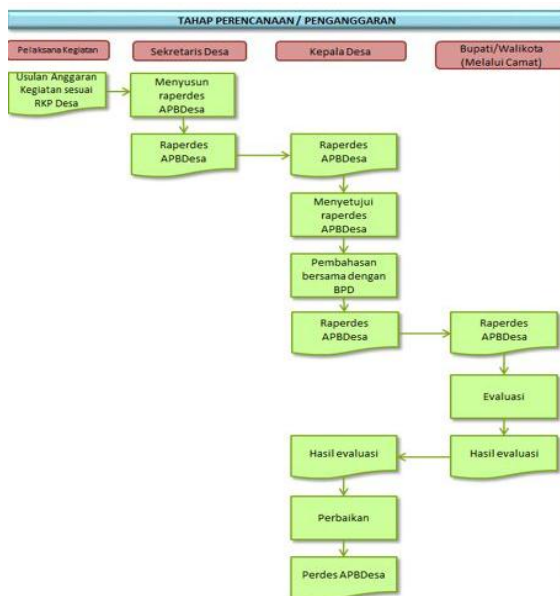 TAHAP PERENCANAAN / PENGANGGARAN
Pelaksana Kegiatan
Sekretaris Desa
Kepala Desa
Bupati/Walikota
(Melalui Camat)
Usulan Anggaran
Kegiatan sesuai
RKP Desa
Menyusun
raperdes
APBDesa
Raperdes
APBDesa
Raperdes
APBDesa
Menyetujui
raperdes
APBDesa
Pembahasan
bersama dengan
BPD
Raperdes
APBDesa
Raperdes
APBDesa
Evaluasi
Hasil evaluasi
Hasil evaluasi
Perbaikan
Perdes APBDesa